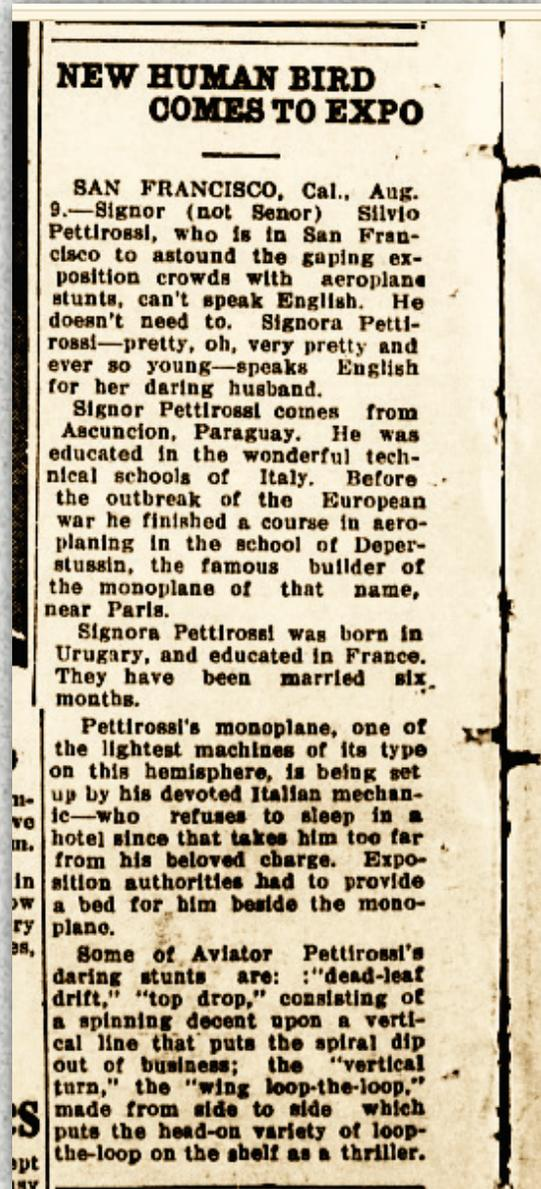 NEW HUMAN BIRD
COMES TO EXPO
SAN FRANCISCO, Cal., Aug.
9.—Signor (not Senor) Silvio
Pettirossi, who is in San Fran-
cisco to astound the gaping ex-
position crowds with aeroplane
stunts, can't speak English. He
doesn't need to. Signora Petti-
rossi—pretty, oh, very pretty and
ever so young—speaks English
for her daring husband.
Signor Pettirossi comes from
Ascuncion, Paraguay. He was
educated in the wonderful tech-
nical schools of Italy. Before
the outbreak of the European
war he finished a course in aero-
planing in the school of Deper-
stussin, the famous builder of
the monoplane of that name,
near Paris.
Signora Pettirossi was born in
Urugary, and educated in France.
They have been married six
months.
Pettirossi's monoplane, one of
the lightest machines of its type
on this hemisphere, is being set
up by his devoted Italian mechan-
ic—who refuses to sleep in a
hotel since that takes him too far
from his beloved charge. Expo-
sition authorities had to provide
a bed for him beside the mono-
plane.
Some of Aviator Pettirossi's
daring stunts are: :"dead-leaf
drift," "top drop," consisting of
a spinning decent upon a verti-
cal line that puts the spiral dip
out of business; the "vertical
turn," the "wing loop-the-loop,"
made from side to side which
puts the head-on variety of loop-
the-loop on the shelf as a thriller.